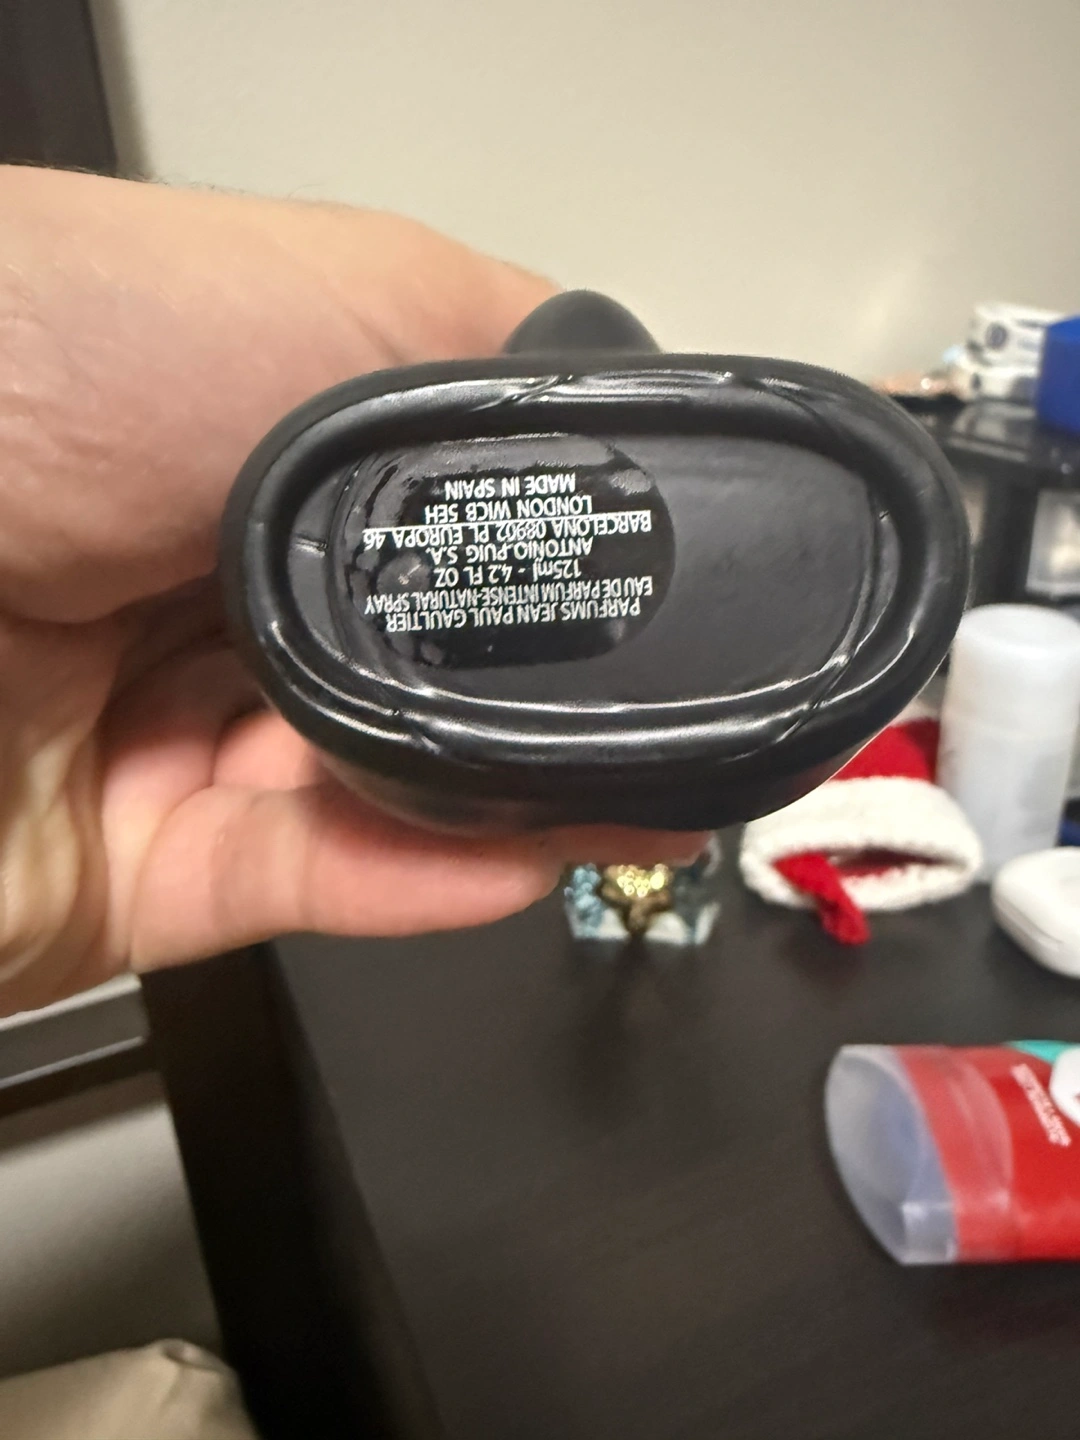 PARFUMS JEAN PAUL GAULTIER
EAU DE PARFUM INTENSE-NATURAL SPRAY
125ml - 4.2 FL OZ
ANTONIO PUIG S.A.
BARCELONA 08902 PL EUROPA 46
LONDON WICB 5EH
MADE IN SPAIN